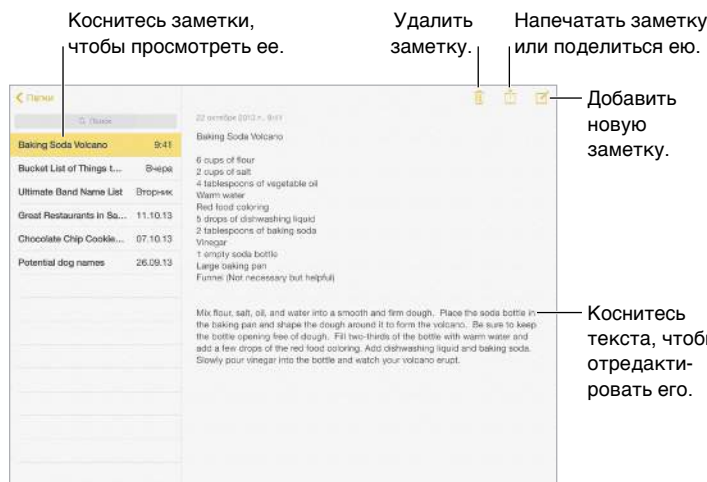 Коснитесь заметки,
чтобы просмотреть ее.
Удалить
заметку.
Напечатать заметку
или поделиться ею.
Добавить
новую
заметку.
Коснитесь
текста, чтобы
отредакти-
ровать его.
Папки
Поиск
Baking Soda Volcano 9:41
Bucket List of Things t... Вчера
Ultimate Band Name List Вторник
Great Restaurants in Sa... 11.10.13
Chocolate Chip Cookie... 07.10.13
Potential dog names 26.09.13
22 октября 2013 г., 9:41
Baking Soda Volcano
6 cups of flour
2 cups of salt
4 tablespoons of vegetable oil
Warm water
Red food coloring
5 drops of dishwashing liquid
2 tablespoons of baking soda
Vinegar
1 empty soda bottle
Large baking pan
Funnel (Not necessary but helpful)
Mix flour, salt, oil, and water into a smooth and firm dough. Place the soda bottle in
the baking pan and shape the dough around it to form the volcano. Be sure to keep
the bottle opening free of dough. Fill two-thirds of the bottle with warm water and
add a few drops of the red food coloring. Add dishwashing liquid and baking soda.
Slowly pour vinegar into the bottle and watch your volcano erupt.